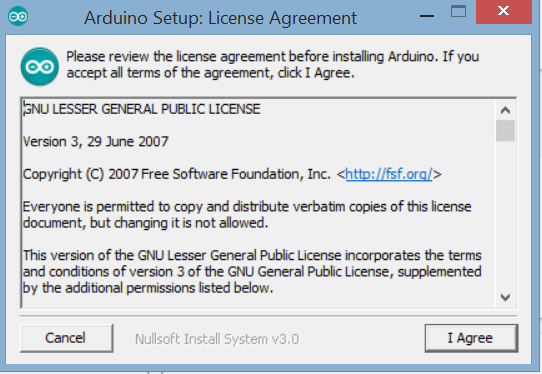 Arduino Setup: License Agreement
Please review the license agreement before installing Arduino. If you
accept all terms of the agreement, click I Agree.
GNU LESSER GENERAL PUBLIC LICENSE
Version 3, 29 June 2007
Copyright (C) 2007 Free Software Foundation, Inc. <http://fsf.org/>
Everyone is permitted to copy and distribute verbatim copies of this license
document, but changing it is not allowed.
This version of the GNU Lesser General Public License incorporates the terms
and conditions of version 3 of the GNU General Public License, supplemented
by the additional permissions listed below.
Cancel
Nullsoft Install System v3.0
I Agree